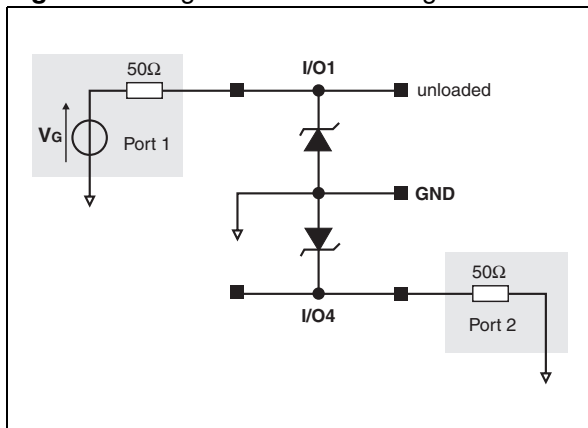 50Ω
I/O1
unloaded
VG
Port 1
GND
50Ω
I/O4
Port 2